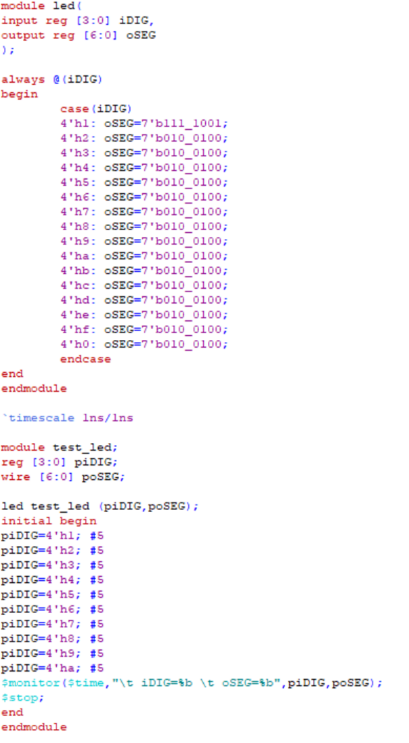 module led(
input reg [3:0] iDIG,
output reg [6:0] oSEG
);
always @(iDIG)
begin
case(iDIG)
4'h1: oSEG=7'b111_1001;
4'h2: oSEG=7'b010_0100;
4'h3: oSEG=7'b010_0100;
4'h4: oSEG=7'b010_0100;
4'h5: oSEG=7'b010_0100;
4'h6: oSEG=7'b010_0100;
4'h7: oSEG=7'b010_0100;
4'h8: oSEG=7'b010_0100;
4'h9: oSEG=7'b010_0100;
4'ha: oSEG=7'b010_0100;
4'hb: oSEG=7'b010_0100;
4'hc: oSEG=7'b010_0100;
4'hd: oSEG=7'b010_0100;
4'he: oSEG=7'b010_0100;
4'hf: oSEG=7'b010_0100;
4'h0: oSEG=7'b010_0100;
endcase
end
endmodule
`timescale 1ns/1ns
module test_led;
reg [3:0] piDIG;
wire [6:0] poSEG;
led test_led (piDIG,poSEG);
initial begin
piDIG=4'h1; #5
piDIG=4'h2; #5
piDIG=4'h3; #5
piDIG=4'h4; #5
piDIG=4'h5; #5
piDIG=4'h6; #5
piDIG=4'h7; #5
piDIG=4'h8; #5
piDIG=4'h9; #5
piDIG=4'ha; #5
$monitor($time,"\t iDIG=%b \t oSEG=%b",piDIG,poSEG);
$stop;
end
endmodule